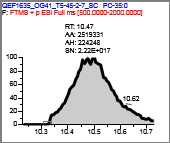 QEF1635_OG41_T5-45-2-7_SC PC-35:0
F: FTMS + p ESI Full ms [500.0000-2000.0000]
RT: 10.47
AA: 2519331
AH: 224248
SN: 2.22E+017
100
80
60
40
20
0
10.62
10.3 10.4 10.5 10.6 10.7